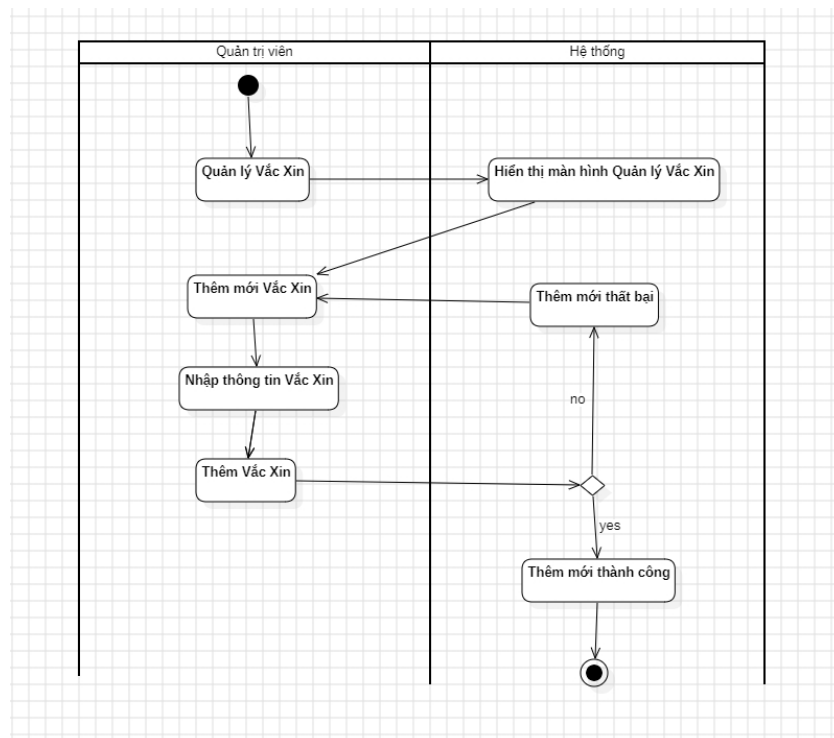 Quản trị viên
Hệ thống
Quản lý Vắc Xin
Hiển thị màn hình Quản lý Vắc Xin
Thêm mới Vắc Xin
Thêm mới thất bại
Nhập thông tin Vắc Xin
no
Thêm Vắc Xin
yes
Thêm mới thành công